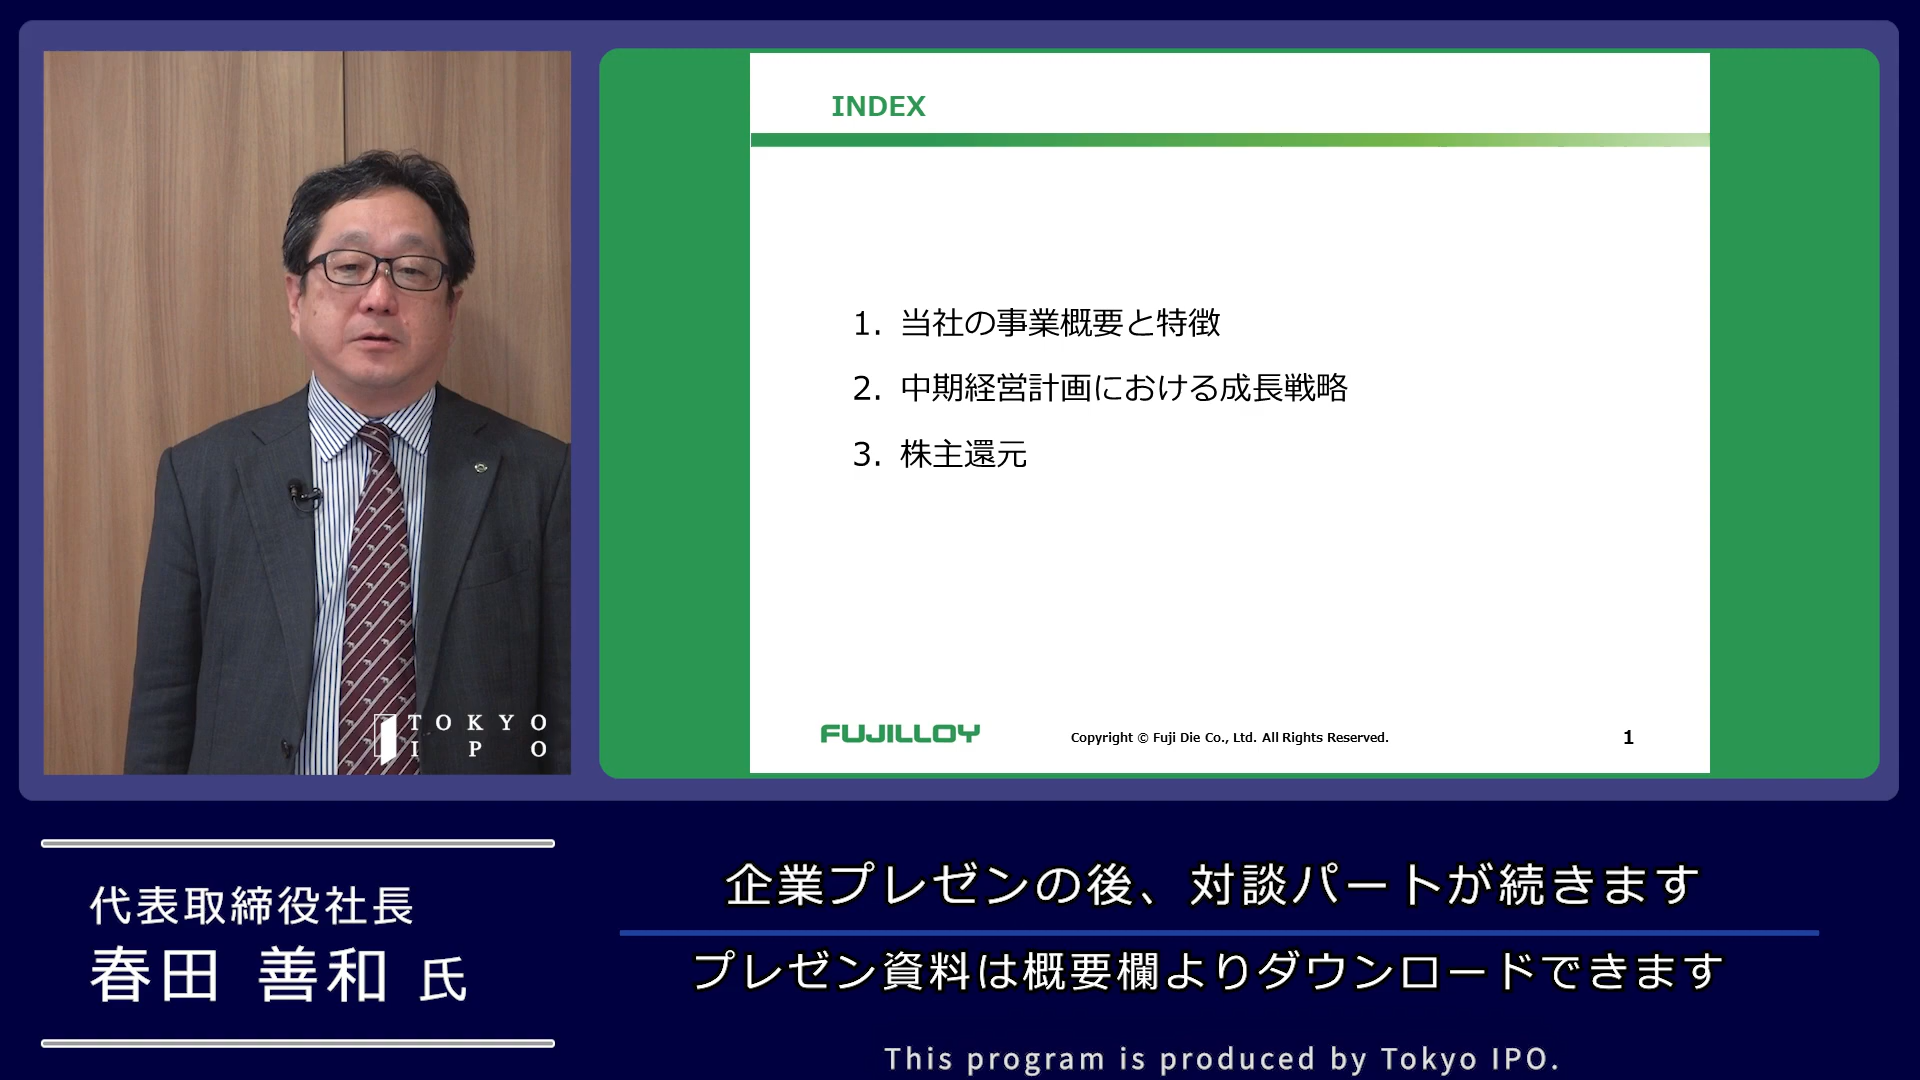 TOKYO
IPO
INDEX
1. 当社の事業概要と特徴
2. 中期経営計画における成長戦略
3. 株主還元
FUJILLOY
Copyright © Fuji Die Co., Ltd. All Rights Reserved.
1
代表取締役社長
春田 善和 氏
企業プレゼンの後、対談パートが続きます
プレゼン資料は概要欄よりダウンロードできます
This program is produced by Tokyo IPO.